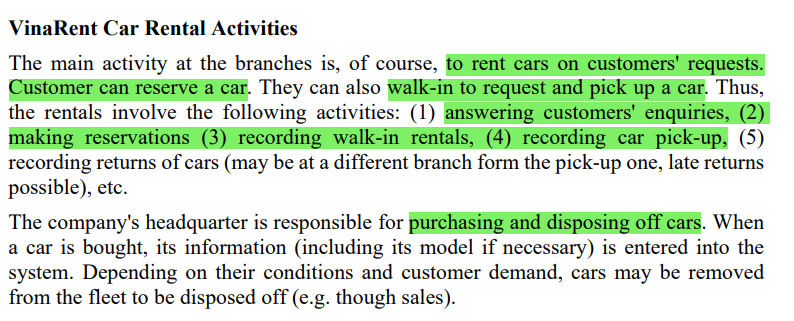 VinaRent Car Rental Activities
The main activity at the branches is, of course, to rent cars on customers' requests.
Customer can reserve a car. They can also walk-in to request and pick up a car. Thus,
the rentals involve the following activities: (1) answering customers' enquiries, (2)
making reservations (3) recording walk-in rentals, (4) recording car pick-up, (5)
recording returns of cars (may be at a different branch form the pick-up one, late returns
possible), etc.
The company's headquarter is responsible for purchasing and disposing off cars. When
a car is bought, its information (including its model if necessary) is entered into the
system. Depending on their conditions and customer demand, cars may be removed
from the fleet to be disposed off (e.g. though sales).